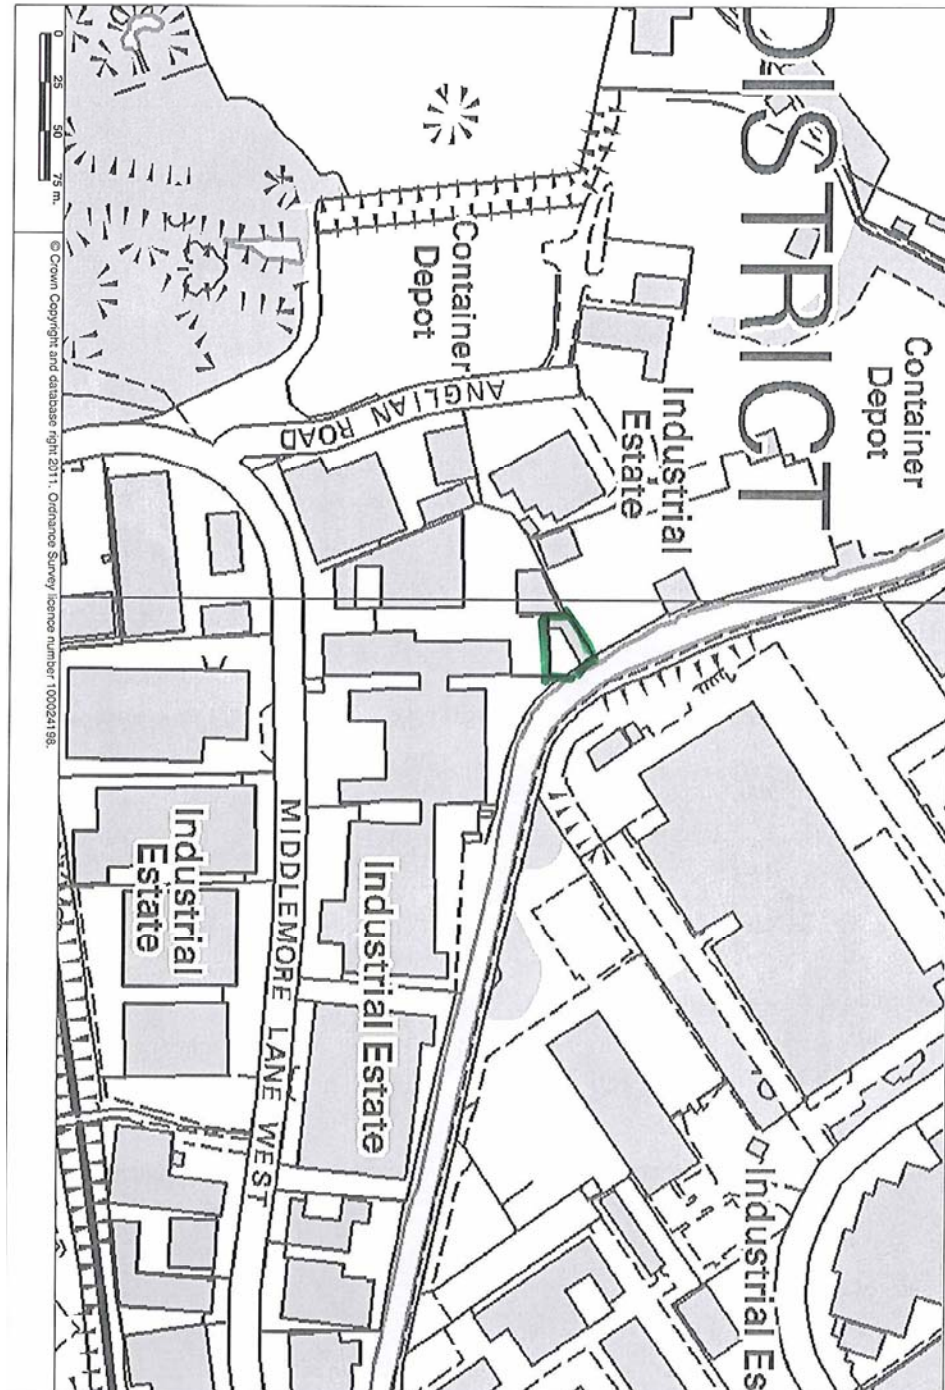 DISTRICT
Container
Depot
Container
Depot
Industrial
Estate
ANGLIAN ROAD
MIDDLEMORE LANE WEST
Industrial Estate
Industrial
Estate
Industrial Es
0 25 50 75 m.
© Crown Copyright and database right 2011. Ordnance Survey licence number 100024198.